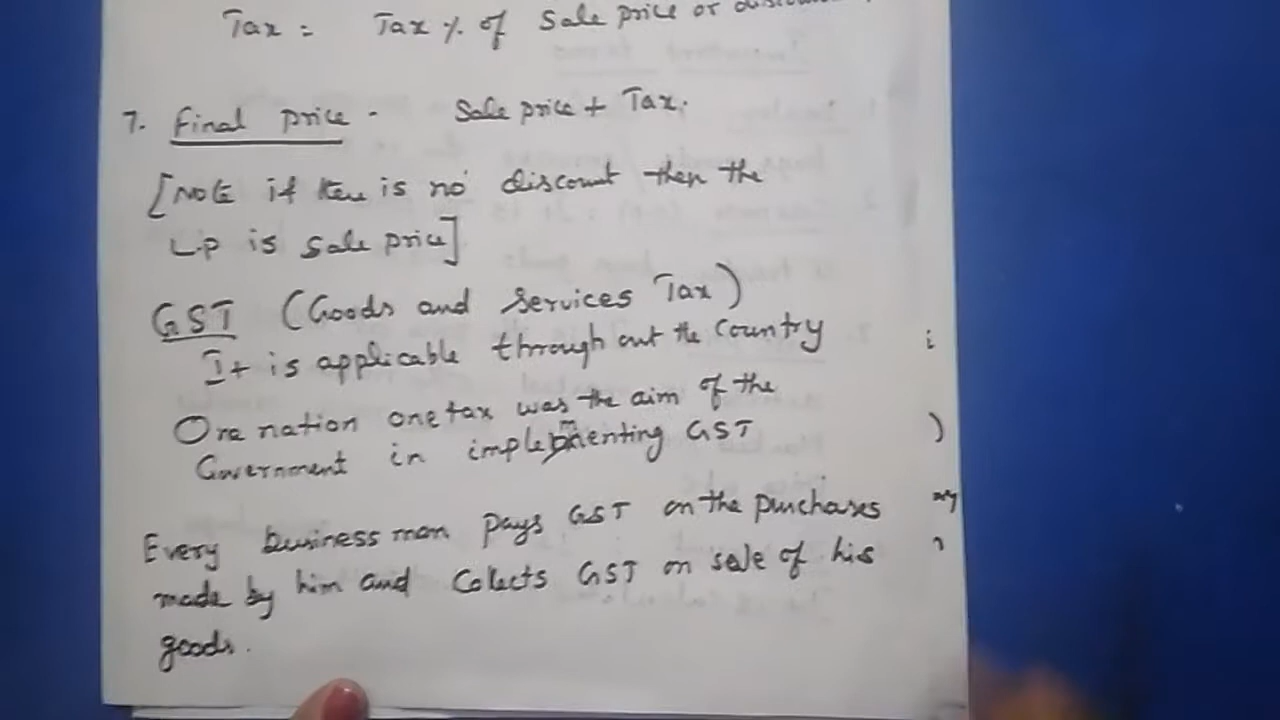 Tax = Tax % of Sale price or
7. Final price - Sale price + Tax.
[Note if there is no discount then the
L.P is Sale price]
GST (Goods and Services Tax)
It is applicable through out the Country
One nation one tax was the aim of the
Government in implementing GST
Every business man pays GST on the purchases
made by him and Collects GST on sale of his
goods.